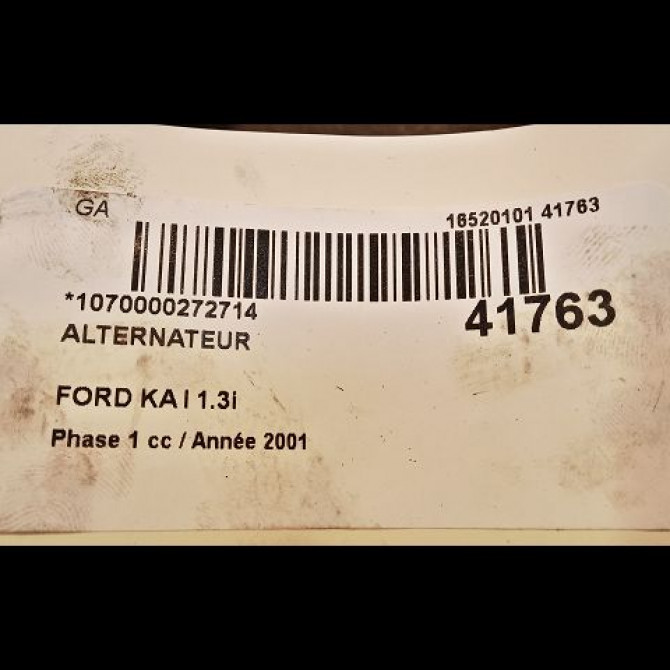 GA
16520101 41763
*1070000272714
41763
ALTERNATEUR
FORD KA I 1.3i
Phase 1 cc / Année 2001